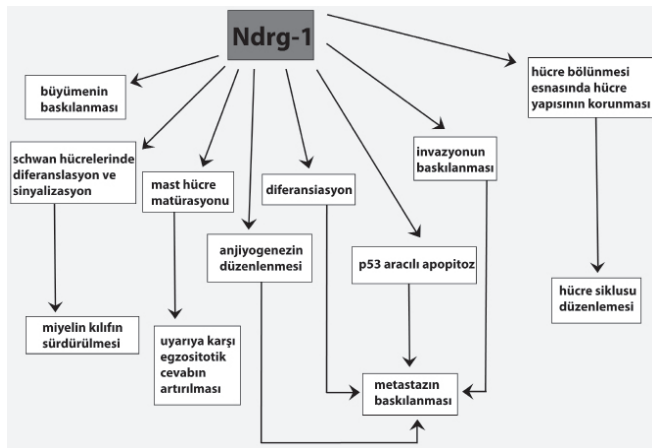 Ndrg-1
büyümenin
baskılanması
hücre bölünmesi
esnasında hücre
yapısının korunması
schwan hücrelerinde
diferanslasyon ve
sinyalizasyon
mast hücre
matürasyonu
diferansiasyon
invazyonun
baskılanması
anjiyogenezin
düzenlenmesi
p53 aracılı apopitoz
hücre siklusu
düzenlemesi
miyelin kılıfın
sürdürülmesi
uyarıya karşı
egzositotik
cevabın
artırılması
metastazın
baskılanması